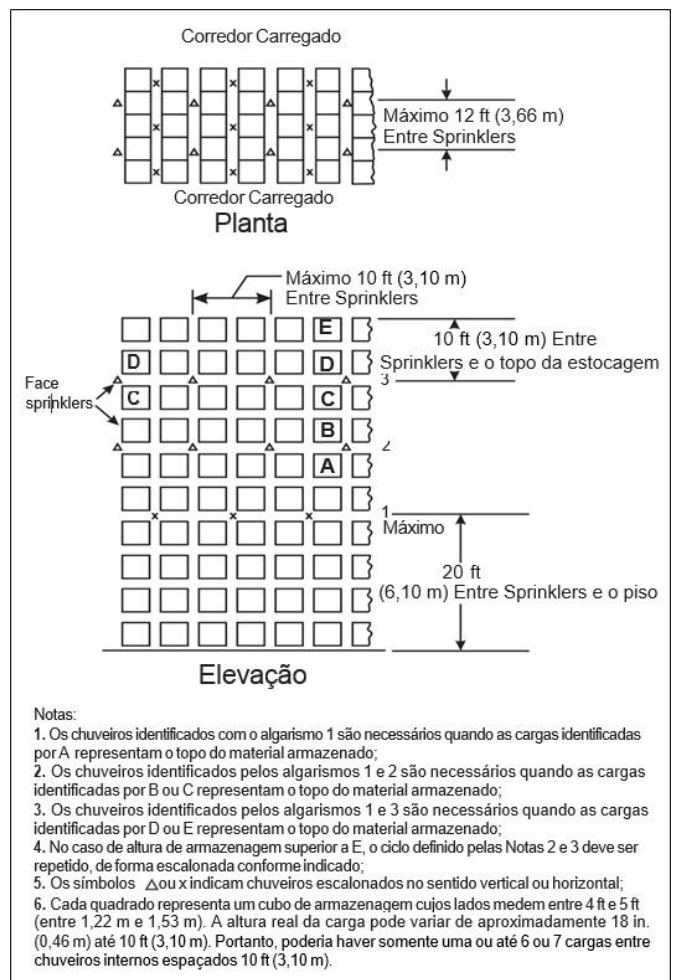 Corredor Carregado
Máximo 12 ft (3,66 m)
Entre Sprinklers
Corredor Carregado
Planta
Máximo 10 ft (3,10 m)
Entre Sprinklers
E
10 ft (3,10 m) Entre
D
D
Sprinklers e o topo da estocagem
Face
sprinklers
3
C
C
B
2
A
1
Máximo
20 ft
(6,10 m) Entre Sprinklers e o piso
Elevação
Notas:
1. Os chuveiros identificados com o algarismo 1 são necessários quando as cargas identificadas
por A representam o topo do material armazenado;
2. Os chuveiros identificados pelos algarismos 1 e 2 são necessários quando as cargas
identificadas por B ou C representam o topo do material armazenado;
3. Os chuveiros identificados pelos algarismos 1 e 3 são necessários quando as cargas
identificadas por D ou E representam o topo do material armazenado;
4. No caso de altura de armazenagem superior a E, o ciclo definido pelas Notas 2 e 3 deve ser
repetido, de forma escalonada conforme indicado;
5. Os símbolos △ ou x indicam chuveiros escalonados no sentido vertical ou horizontal;
6. Cada quadrado representa um cubo de armazenagem cujos lados medem entre 4 ft e 5 ft
(entre 1,22 m e 1,53 m). A altura real da carga pode variar de aproximadamente 18 in.
(0,46 m) até 10 ft (3,10 m). Portanto, poderia haver somente uma ou até 6 ou 7 cargas entre
chuveiros internos espaçados 10 ft (3,10 m).